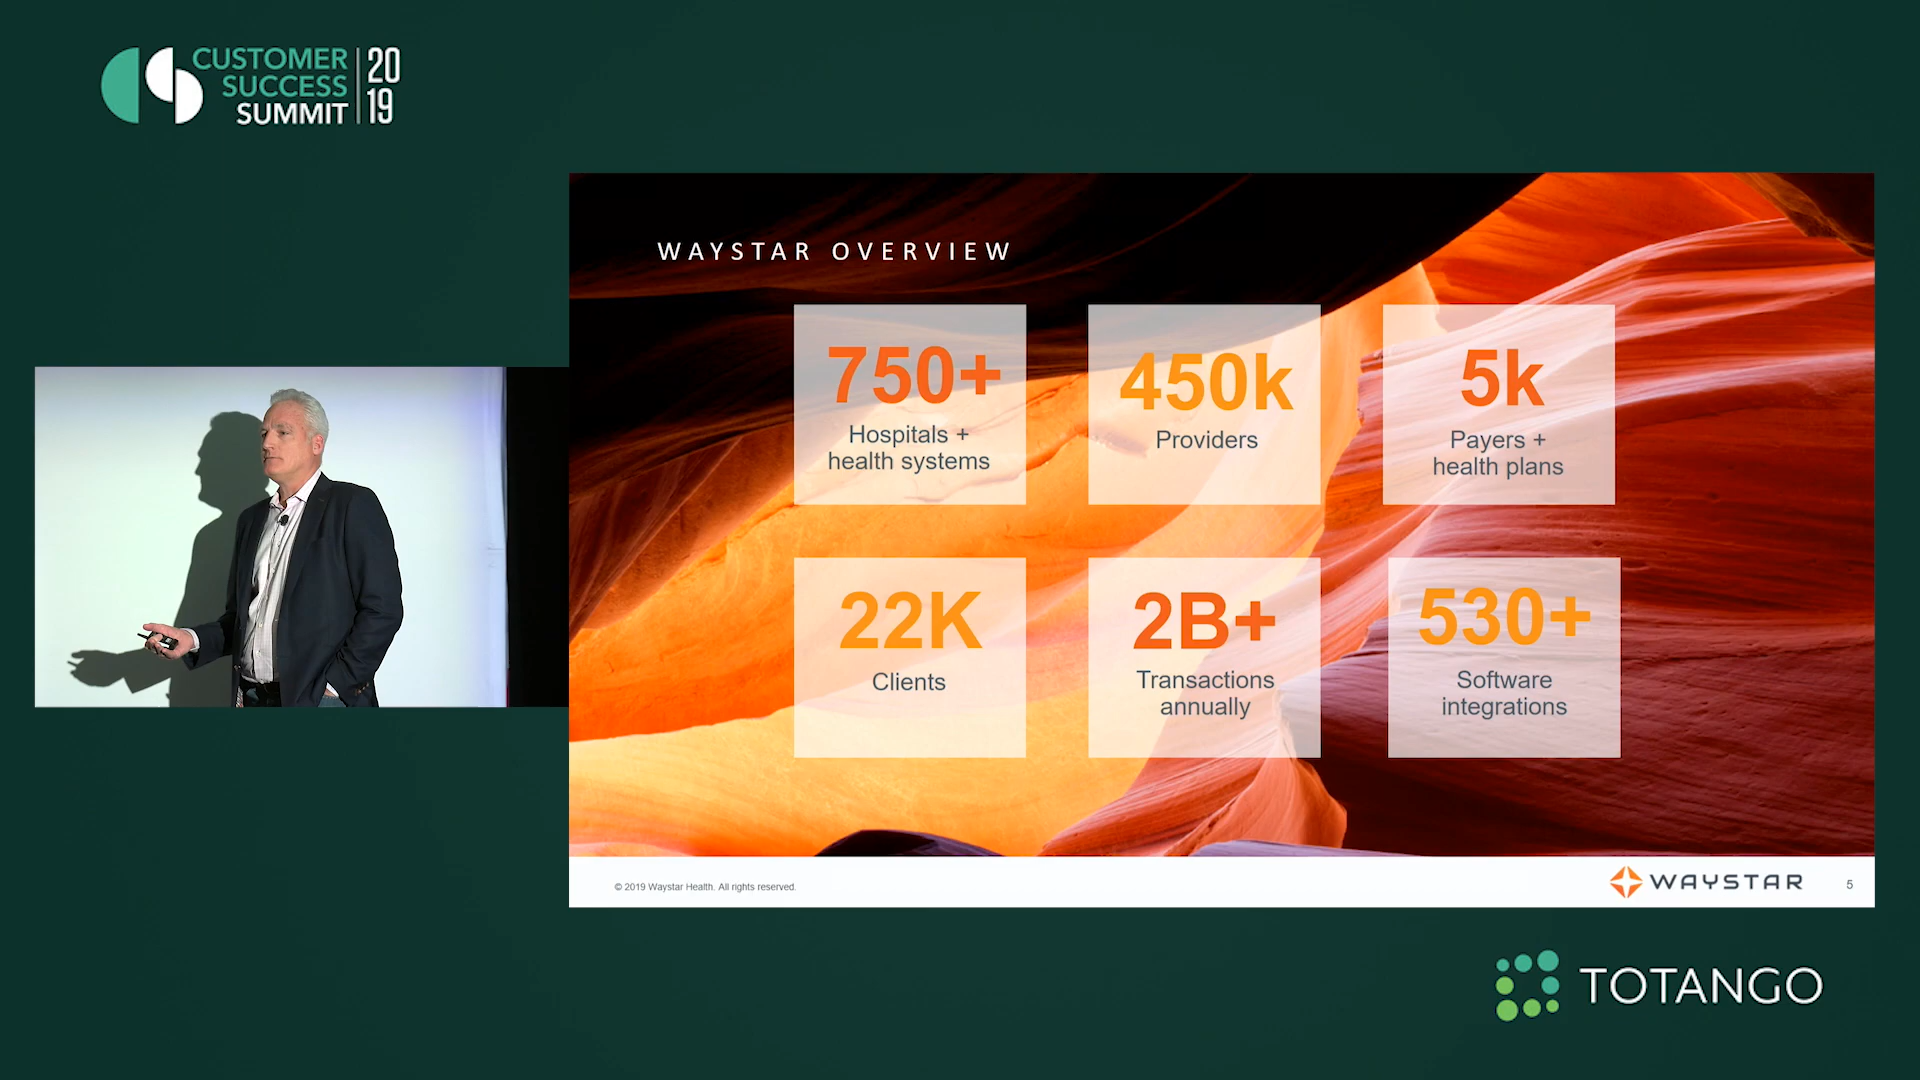 CUSTOMER
SUCCESS
SUMMIT
20
19
WAYSTAR OVERVIEW
750+
Hospitals +
health systems
450k
Providers
5k
Payers +
health plans
22K
Clients
2B+
Transactions
annually
530+
Software
integrations
© 2019 Waystar Health. All rights reserved.
WAYSTAR
5
TOTANGO